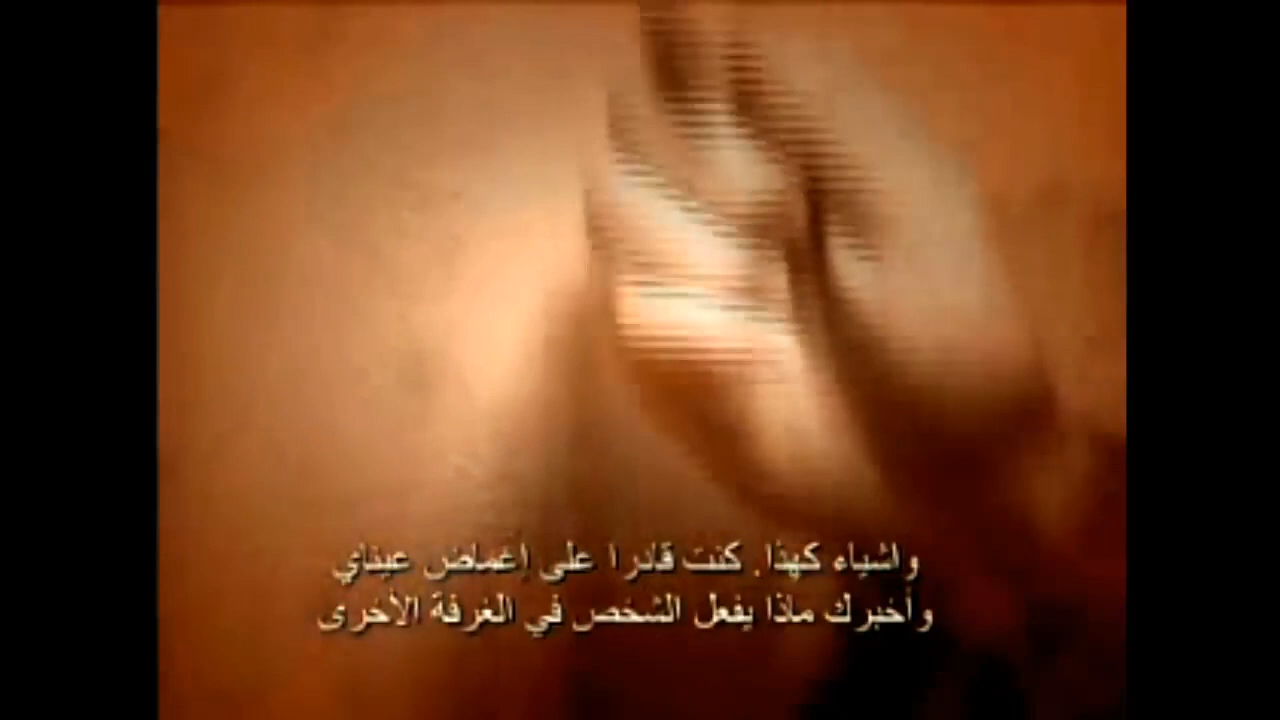 واشياء كهذا. كنت قادرا على إغماض عيناي
وأخبرك ماذا يفعل الشخص في الغرفة الأخرى